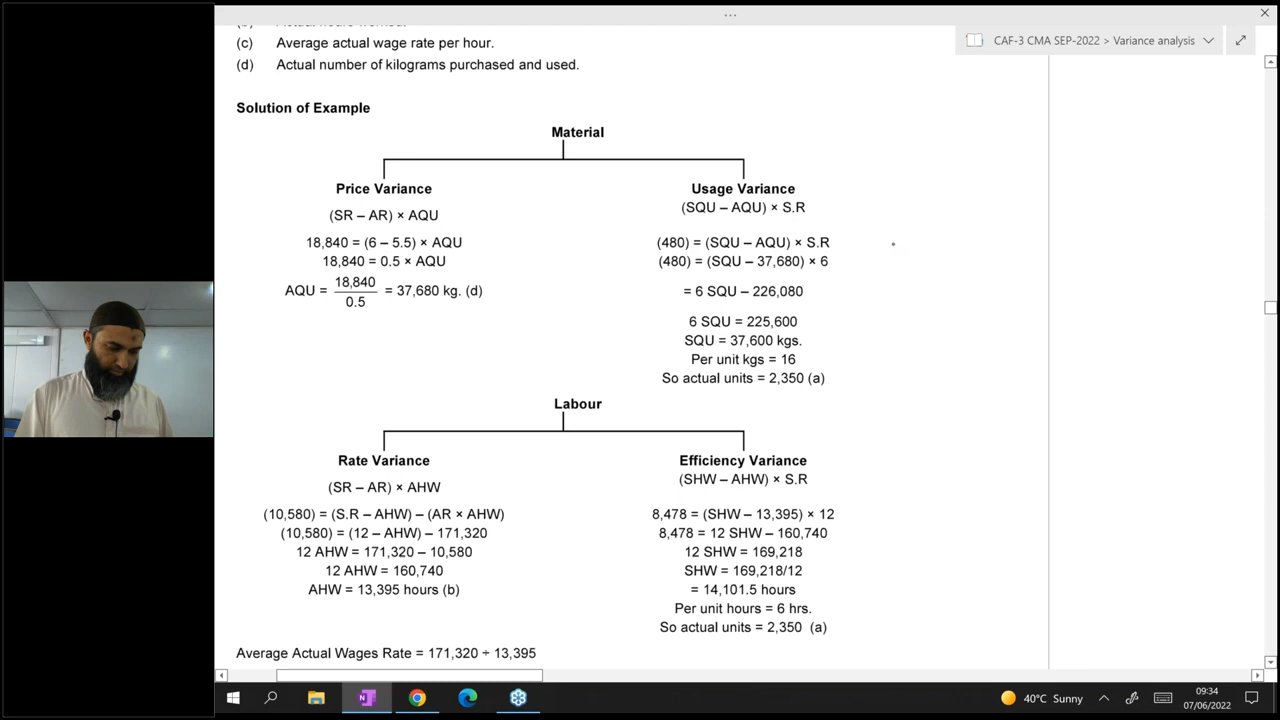 CAF-3 CMA SEP-2022 > Variance analysis
(c) Average actual wage rate per hour.
(d) Actual number of kilograms purchased and used.
Solution of Example
Material
Price Variance
(SR – AR) × AQU
18,840 = (6 – 5.5) × AQU
18,840 = 0.5 × AQU
AQU = 18,840 / 0.5 = 37,680 kg. (d)
Usage Variance
(SQU – AQU) × S.R
(480) = (SQU – AQU) × S.R
(480) = (SQU – 37,680) × 6
= 6 SQU – 226,080
6 SQU = 225,600
SQU = 37,600 kgs.
Per unit kgs = 16
So actual units = 2,350 (a)
Labour
Rate Variance
(SR – AR) × AHW
(10,580) = (S.R – AHW) – (AR × AHW)
(10,580) = (12 – AHW) – 171,320
12 AHW = 171,320 – 10,580
12 AHW = 160,740
AHW = 13,395 hours (b)
Efficiency Variance
(SHW – AHW) × S.R
8,478 = (SHW – 13,395) × 12
8,478 = 12 SHW – 160,740
12 SHW = 169,218
SHW = 169,218/12
= 14,101.5 hours
Per unit hours = 6 hrs.
So actual units = 2,350 (a)
Average Actual Wages Rate = 171,320 ÷ 13,395
40°C Sunny
09:34
07/06/2022